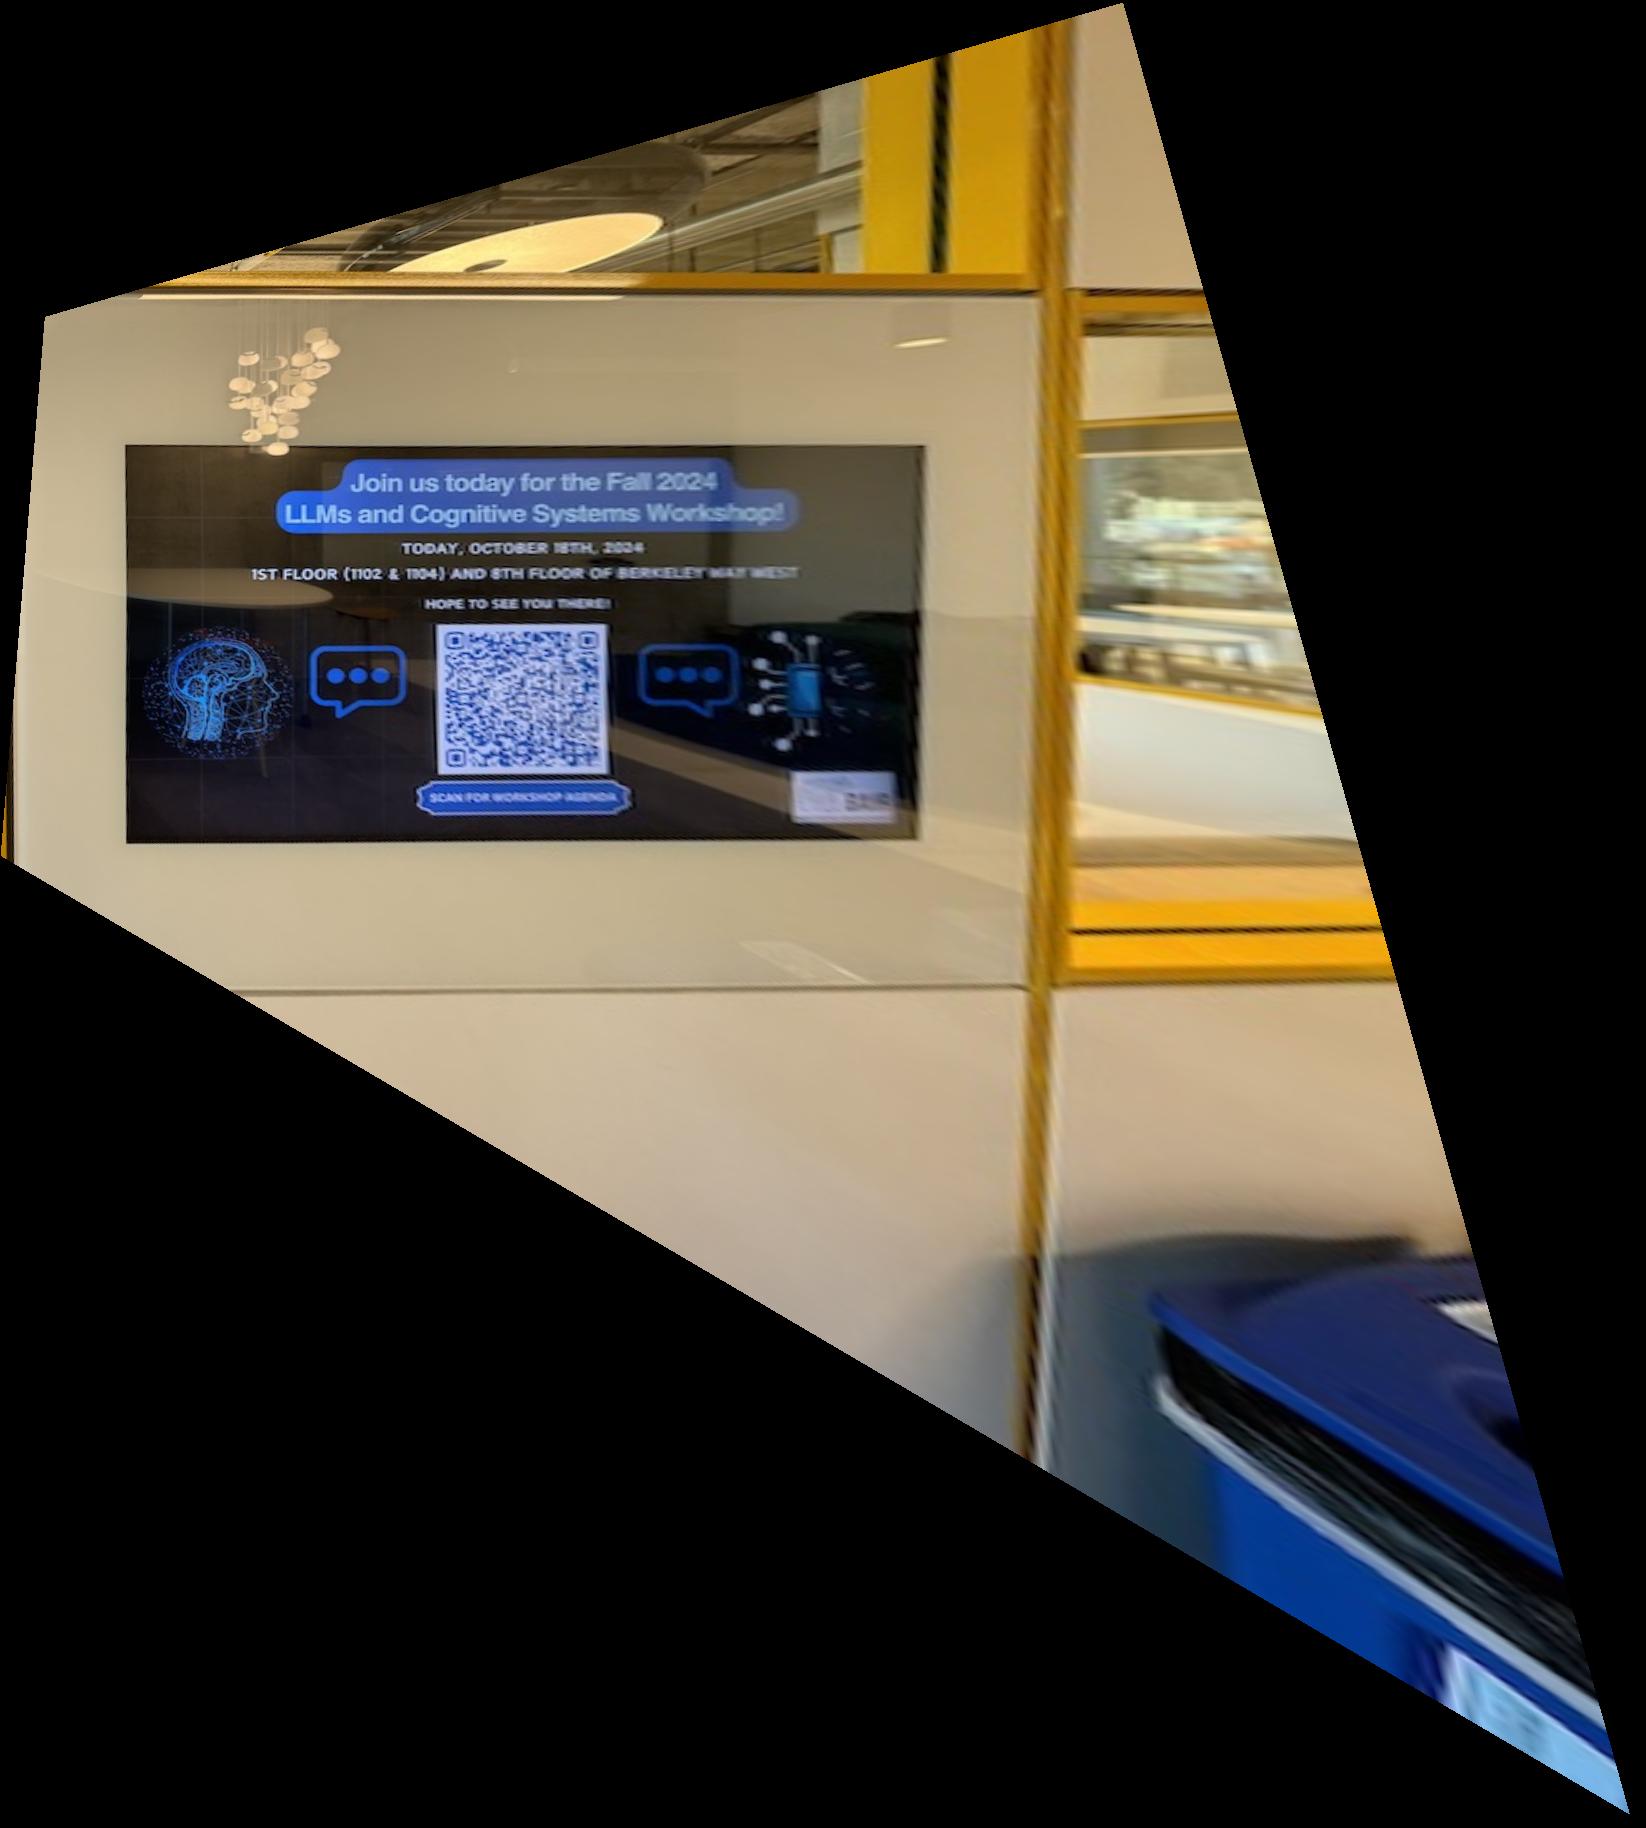 Join us today for the Fall 2024
LLMs and Cognitive Systems Workshop!
TODAY, OCTOBER 18TH, 2024
1ST FLOOR (1102 & 1104) AND 8TH FLOOR OF BERKELEY WAY WEST
HOPE TO SEE YOU THERE!
SCAN FOR WORKSHOP AGENDA
BAIR